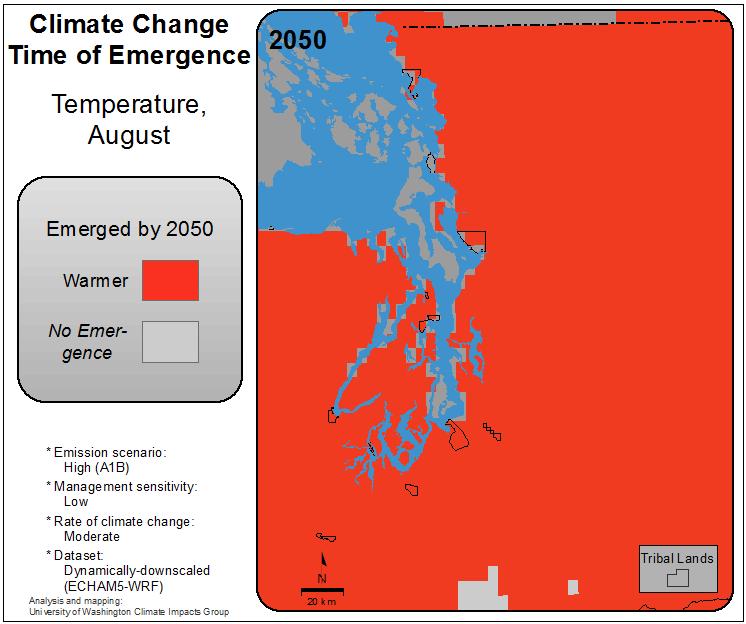 Climate Change
Time of Emergence
Temperature,
August
Emerged by 2050
Warmer
No Emer-
gence
* Emission scenario:
High (A1B)
* Management sensitivity:
Low
* Rate of climate change:
Moderate
* Dataset:
Dynamically-downscaled
(ECHAM5-WRF)
Analysis and mapping:
University of Washington Climate Impacts Group
2050
N
20 km
Tribal Lands